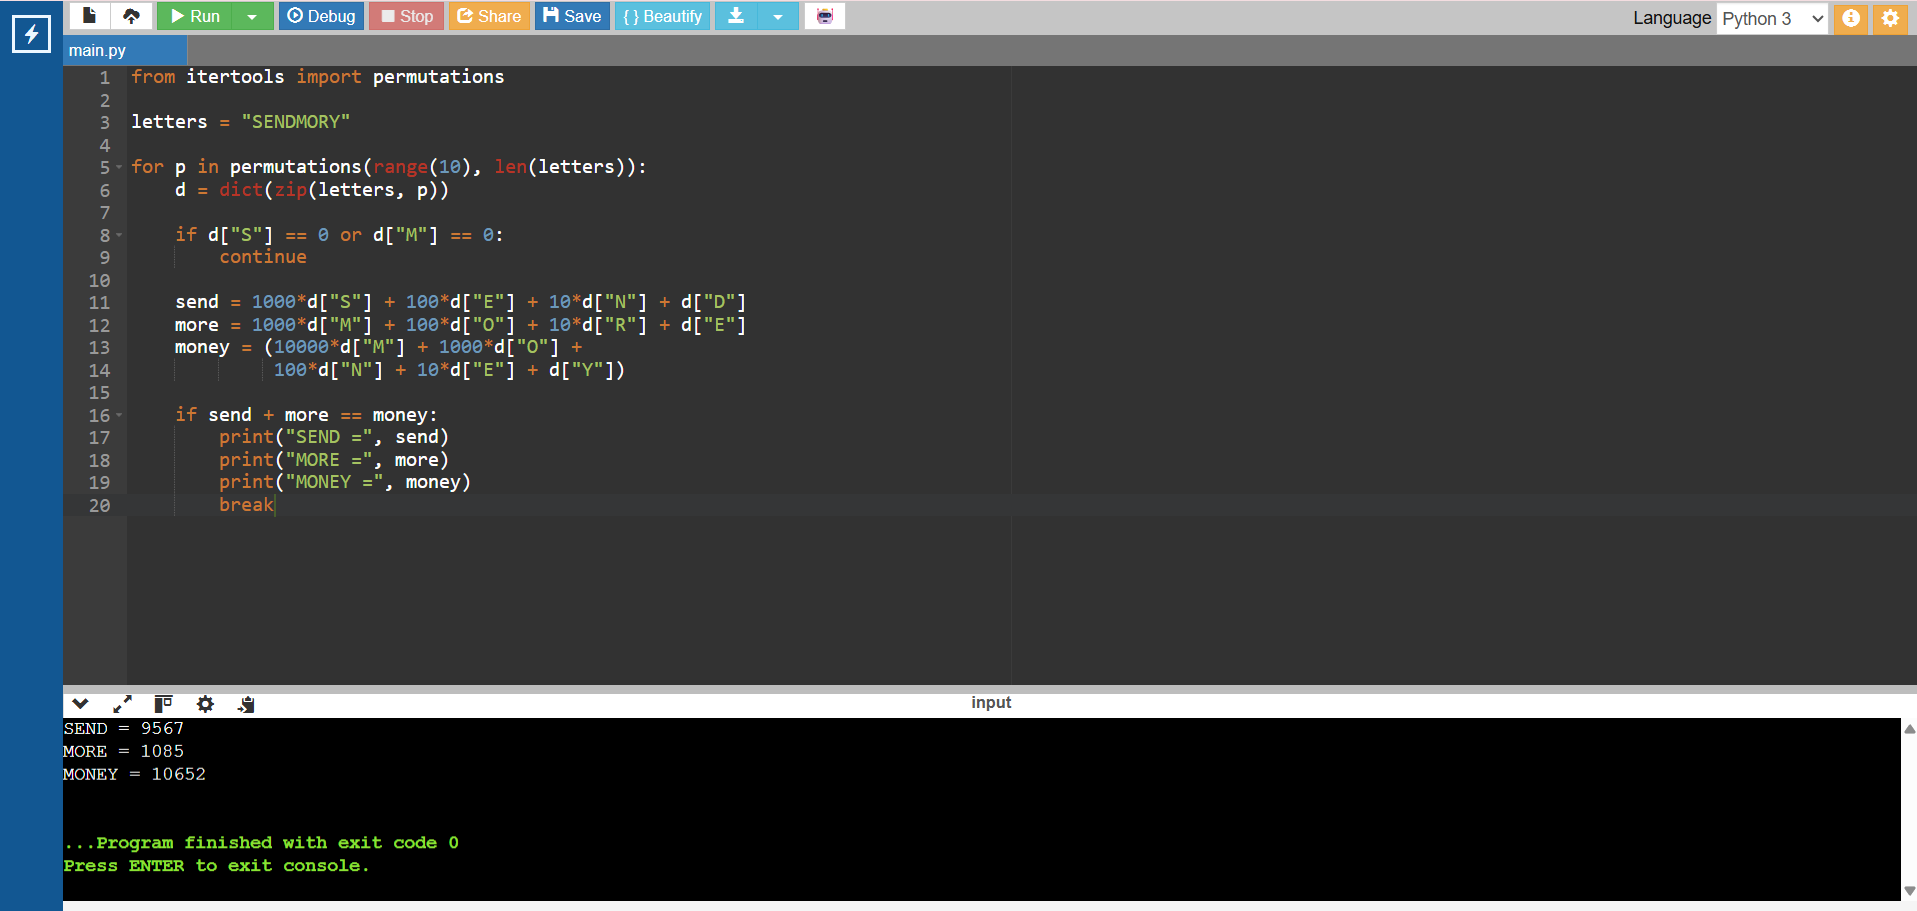 Run Debug Stop Share Save { } Beautify Language Python 3
main.py
1 from itertools import permutations
2
3 letters = "SENDMORY"
4
5 for p in permutations(range(10), len(letters)):
6     d = dict(zip(letters, p))
7
8     if d["S"] == 0 or d["M"] == 0:
9         continue
10
11     send = 1000*d["S"] + 100*d["E"] + 10*d["N"] + d["D"]
12     more = 1000*d["M"] + 100*d["O"] + 10*d["R"] + d["E"]
13     money = (10000*d["M"] + 1000*d["O"] +
14              100*d["N"] + 10*d["E"] + d["Y"])
15
16     if send + more == money:
17         print("SEND =", send)
18         print("MORE =", more)
19         print("MONEY =", money)
20         break
input
SEND = 9567
MORE = 1085
MONEY = 10652
...Program finished with exit code 0
Press ENTER to exit console.